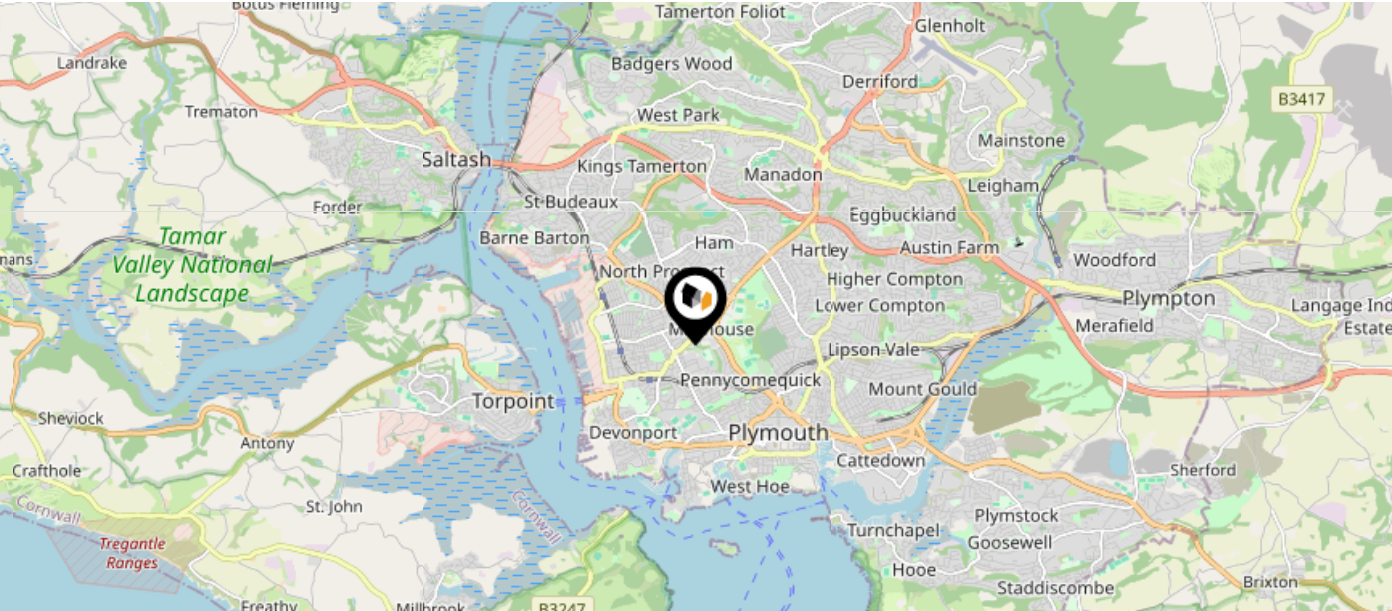 Botus Fleming
Tamerton Foliot
Glenholt
Landrake
Badgers Wood
Derriford
B3417
Trematon
West Park
Mainstone
Saltash
Kings Tamerton
Manadon
Leigham
St Budeaux
Forder
Eggbuckland
Tamar
Valley National
Landscape
Barne Barton
Ham
Hartley
Austin Farm
Woodford
North Prospect
Higher Compton
Plympton
Lower Compton
Langage Ind
Estate
Merafield
Lipson Vale
Pennycomequick
Mount Gould
Torpoint
Sheviock
Antony
Devonport
Plymouth
Cattedown
Crafthole
Sherford
West Hoe
Cornwall
St. John
Cornwall
Plymstock
Turnchapel
Goosewell
Tregantle
Ranges
Hooe
Staddiscombe
Brixton
Freathy
Millbrook
B3247